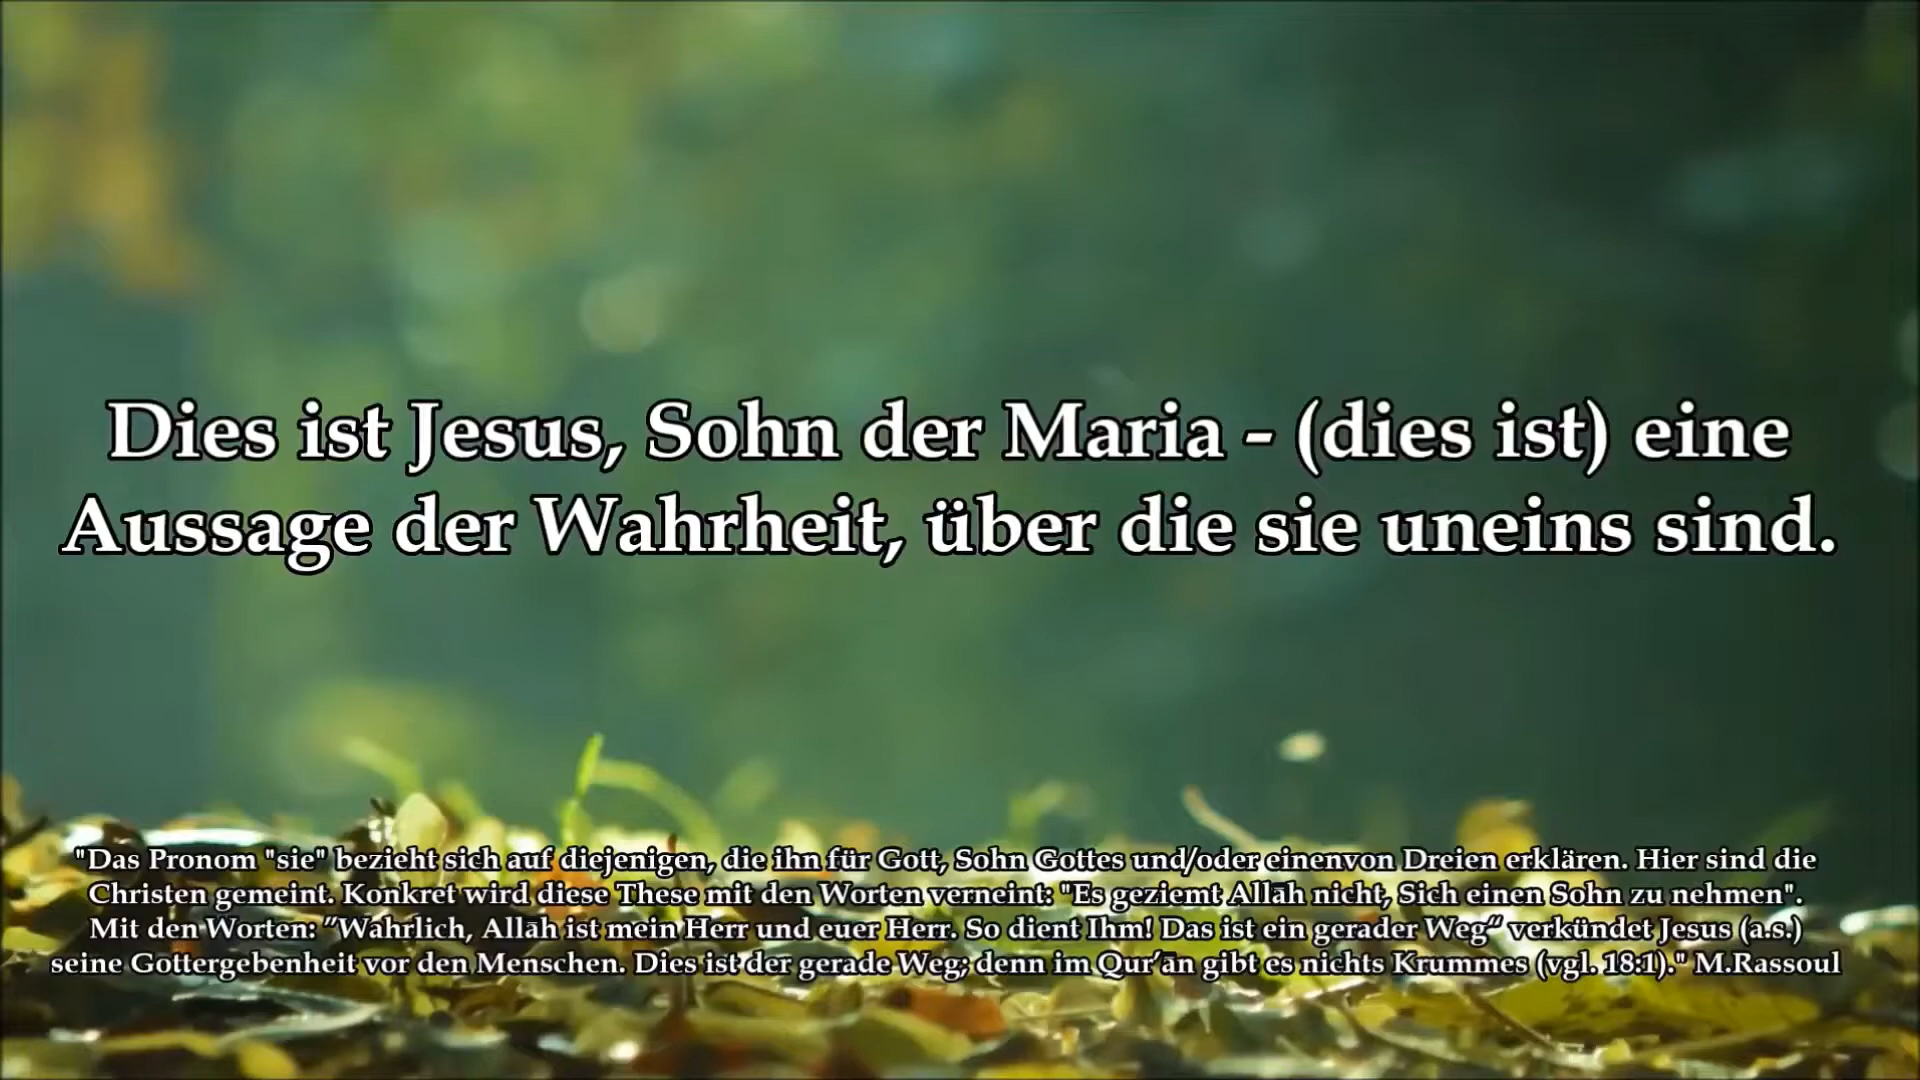 Dies ist Jesus, Sohn der Maria - (dies ist) eine
Aussage der Wahrheit, über die sie uneins sind.
"Das Pronom "sie" bezieht sich auf diejenigen, die ihn für Gott, Sohn Gottes und/oder einenvon Dreien erklären. Hier sind die
Christen gemeint. Konkret wird diese These mit den Worten verneint: "Es geziemt Allāh nicht, Sich einen Sohn zu nehmen".
Mit den Worten: ”Wahrlich, Allāh ist mein Herr und euer Herr. So dient Ihm! Das ist ein gerader Weg“ verkündet Jesus (a.s.)
seine Gottergebenheit vor den Menschen. Dies ist der gerade Weg; denn im Qur’ān gibt es nichts Krummes (vgl. 18:1)." M.Rassoul